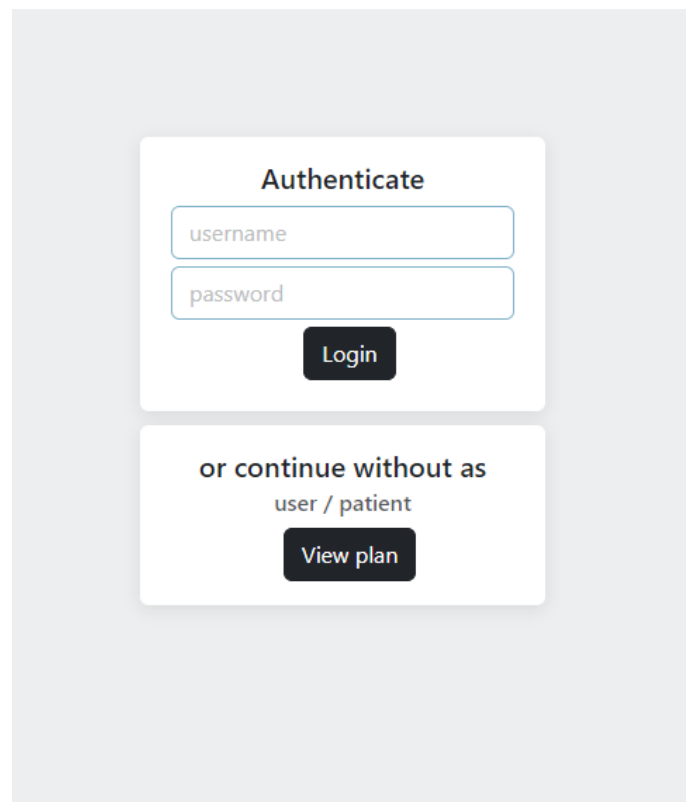 Authenticate
username
password
Login
or continue without as
user / patient
View plan